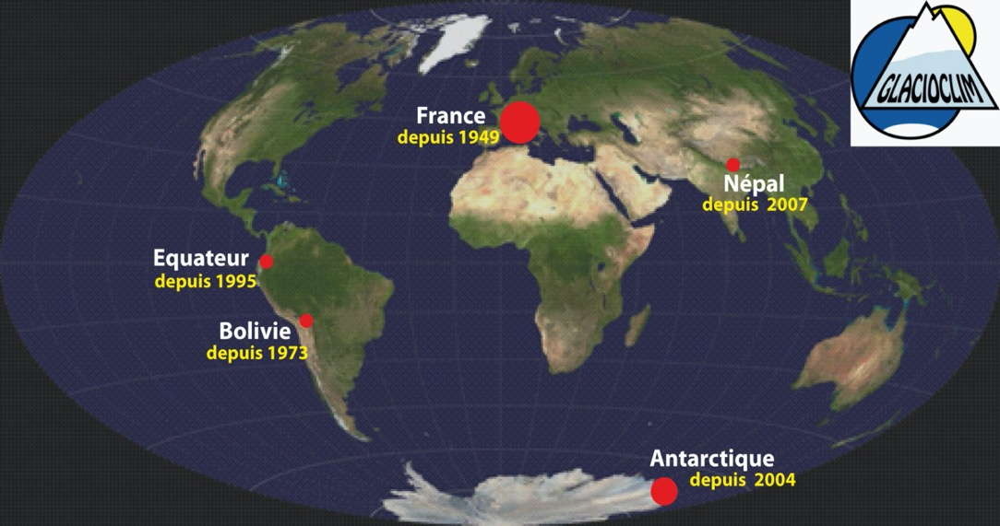 GLACIOCLIM
France
depuis 1949
Népal
depuis 2007
Equateur
depuis 1995
Bolivie
depuis 1973
Antarctique
depuis 2004